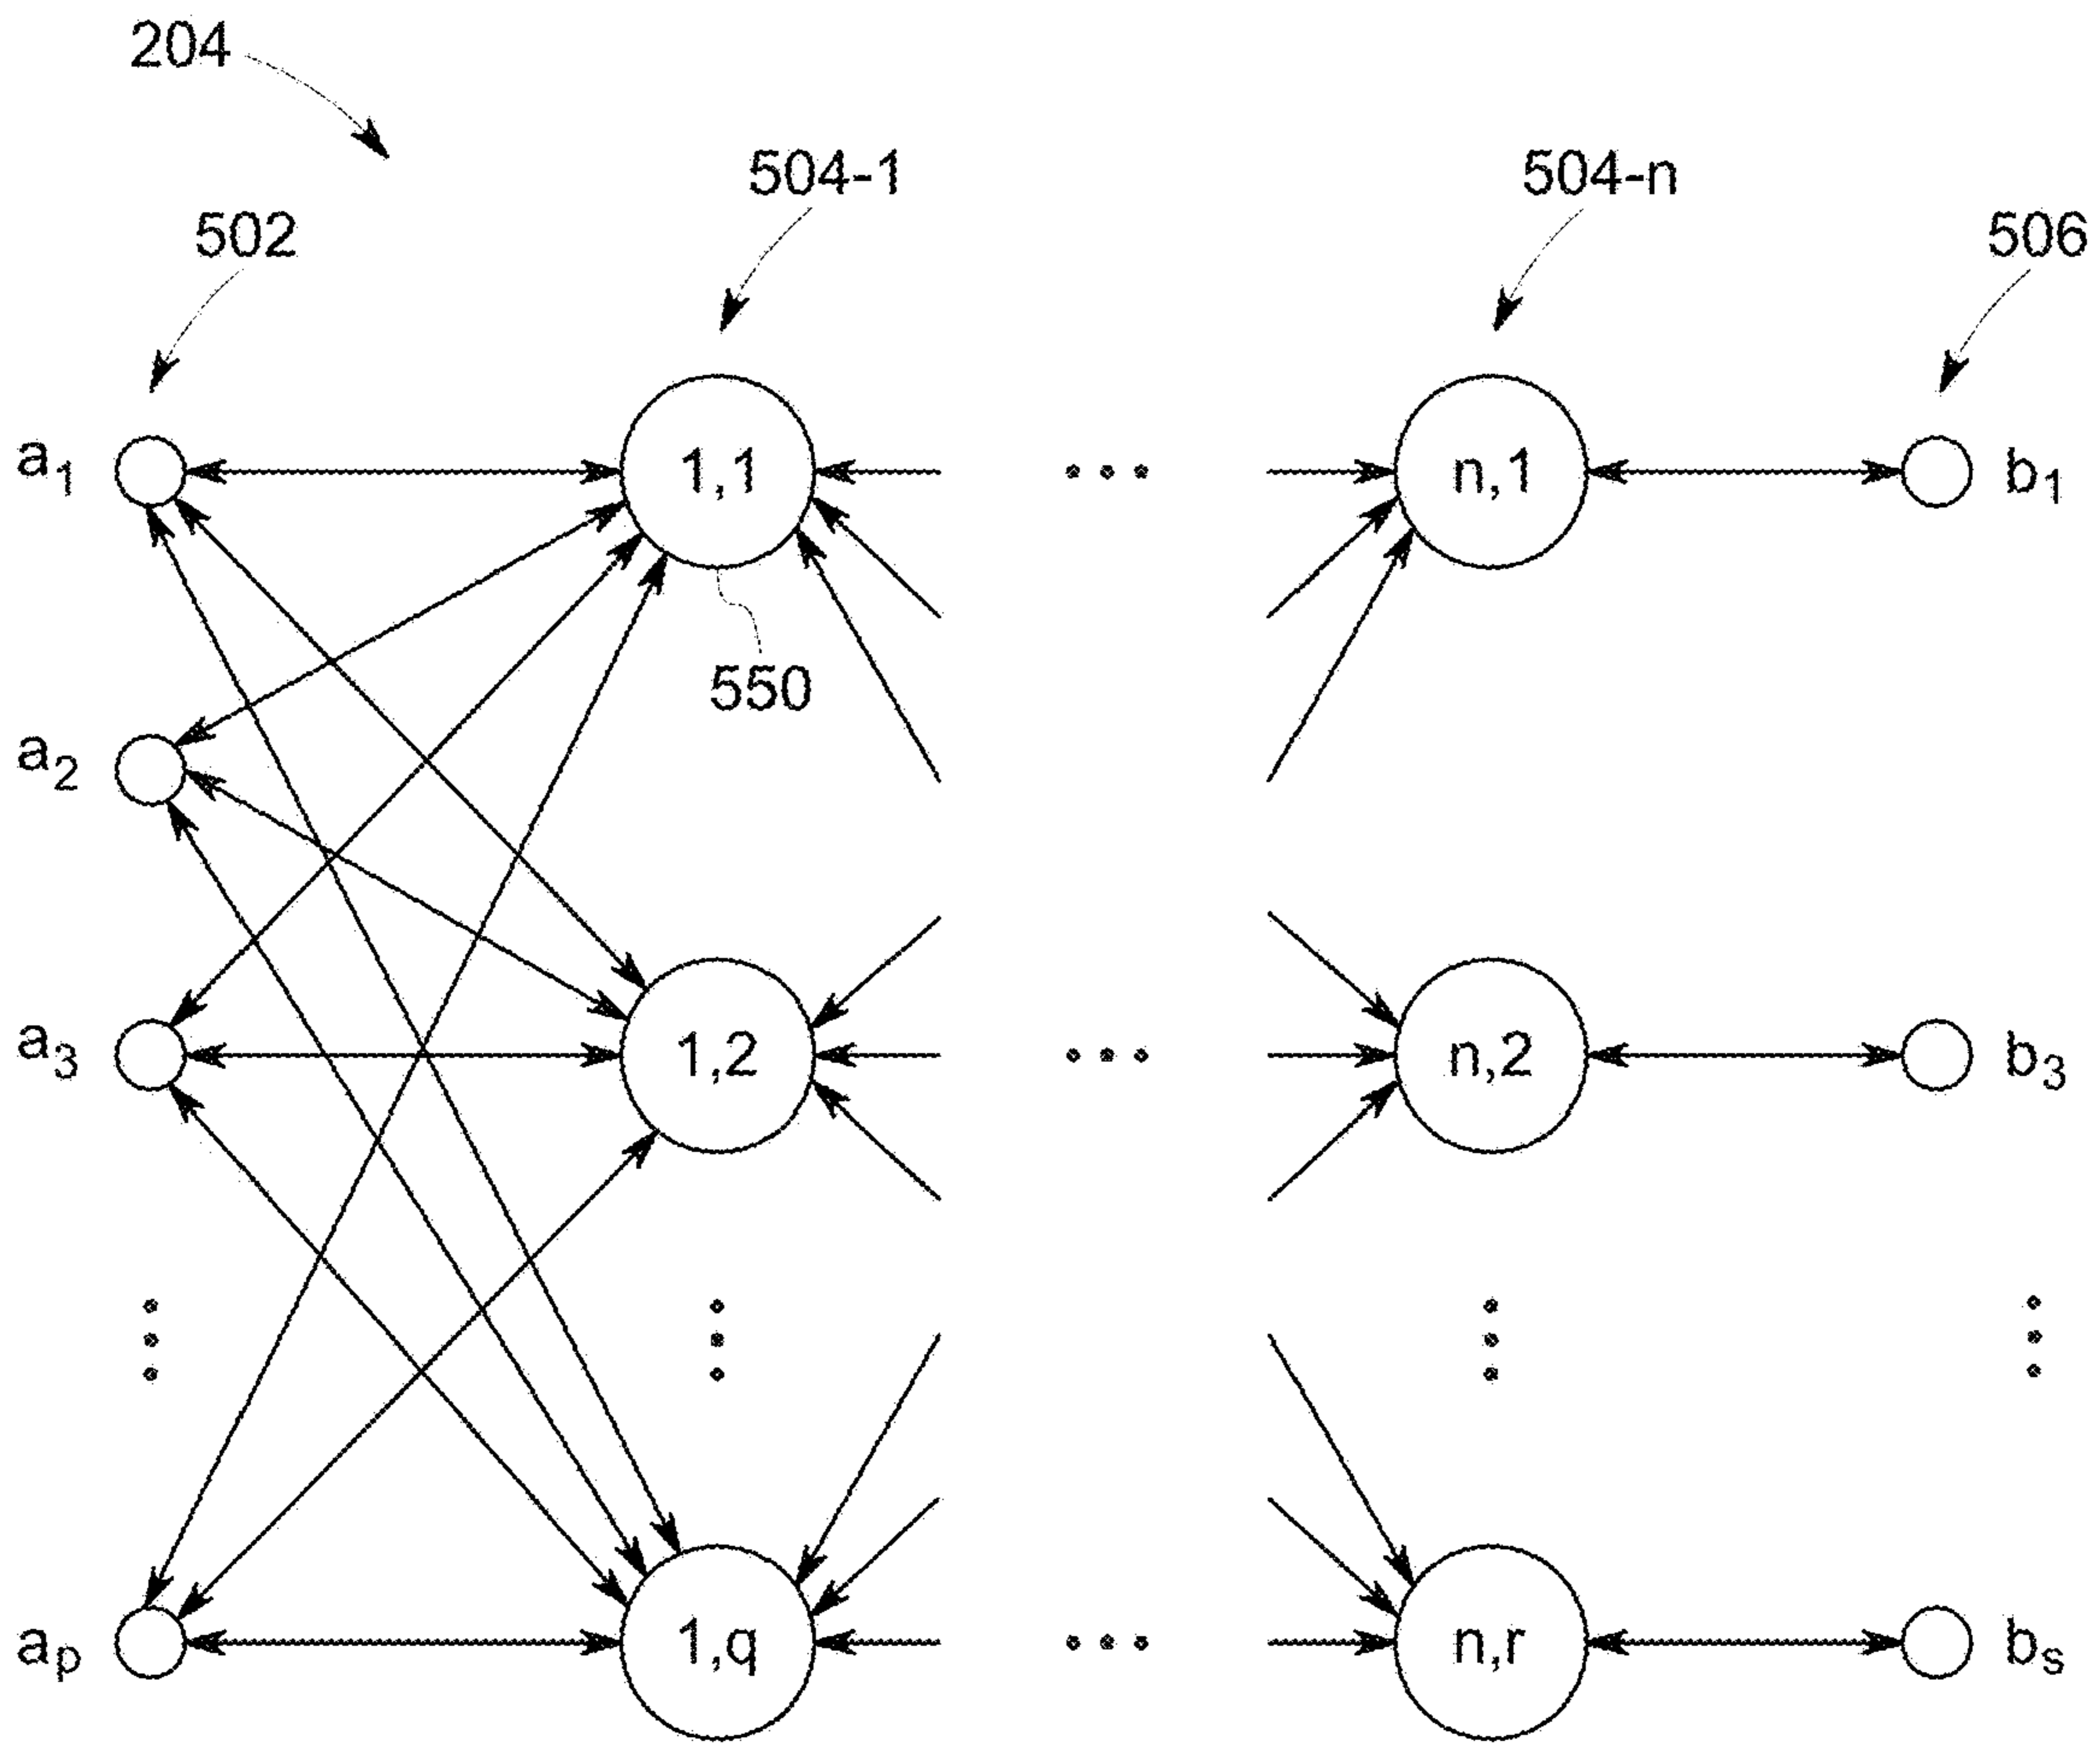 204
504-1
504-n
502
506
a1
1,1
n,1
b1
550
a2
a3
1,2
n,2
b3
ap
1,q
n,r
bs